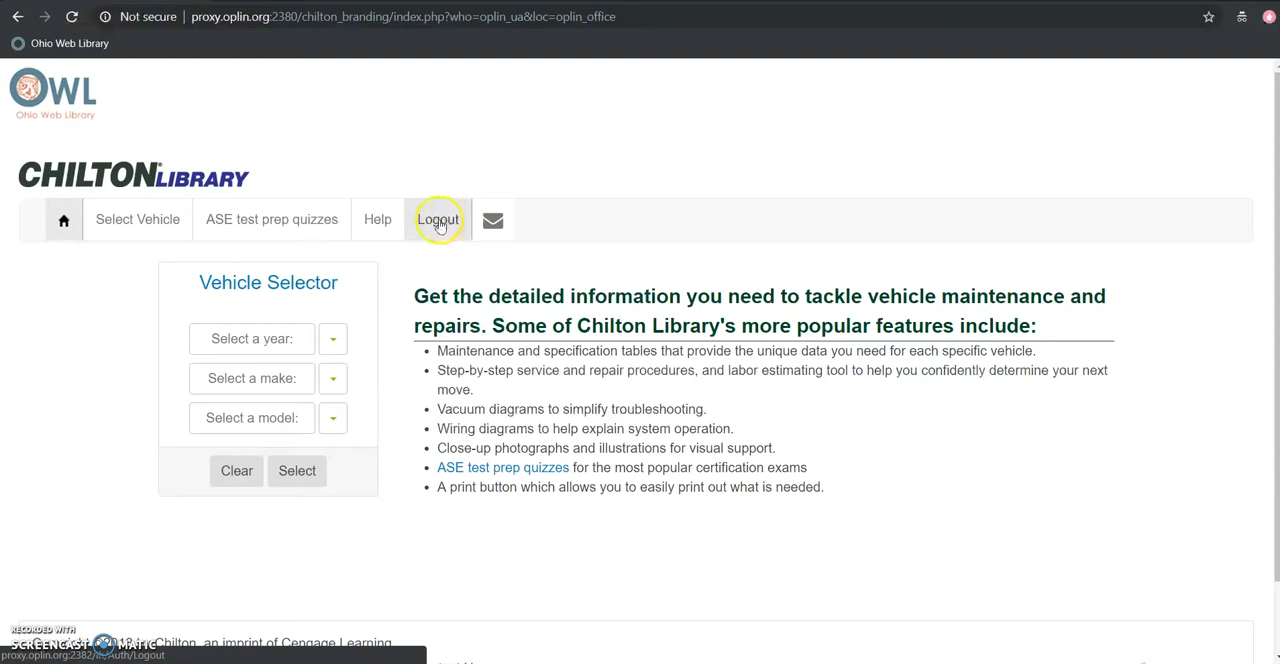 Not secure | proxy.oplin.org:2380/chilton_branding/index.php?who=oplin_ua&loc=oplin_office
Ohio Web Library
OWL
Ohio Web Library
CHILTON® LIBRARY
Select Vehicle ASE test prep quizzes Help Logout
Vehicle Selector
Select a year:
Select a make:
Select a model:
Clear Select
Get the detailed information you need to tackle vehicle maintenance and
repairs. Some of Chilton Library's more popular features include:
• Maintenance and specification tables that provide the unique data you need for each specific vehicle.
• Step-by-step service and repair procedures, and labor estimating tool to help you confidently determine your next
move.
• Vacuum diagrams to simplify troubleshooting.
• Wiring diagrams to help explain system operation.
• Close-up photographs and illustrations for visual support.
• ASE test prep quizzes for the most popular certification exams
• A print button which allows you to easily print out what is needed.
RECORDED WITH
SCREENCAST MATIC
Chilton, an imprint of Cengage Learning